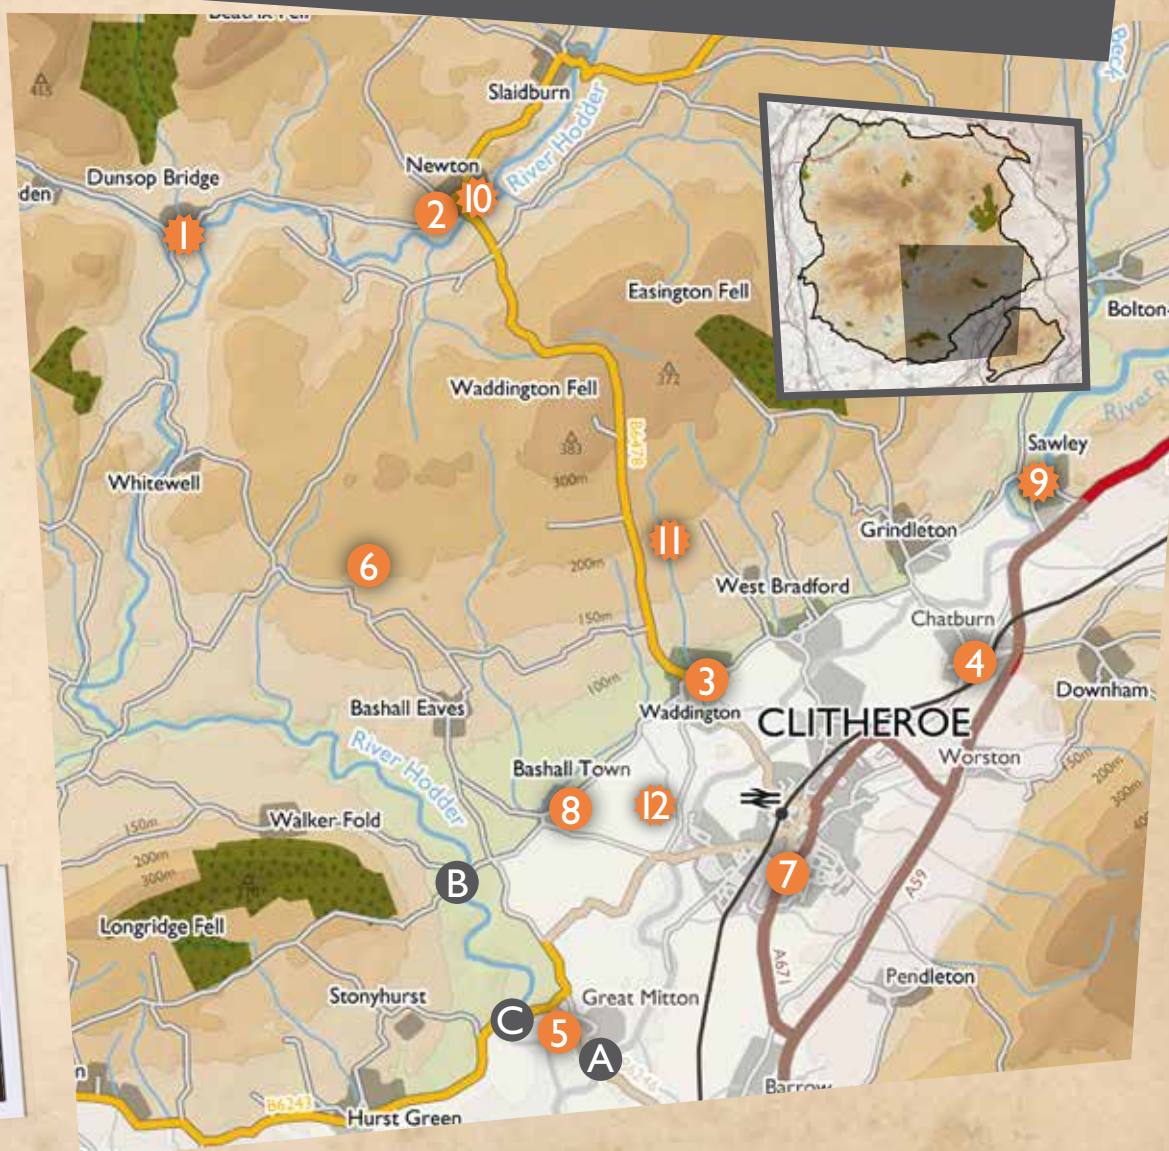 Slaidburn
River Hodder
Newton
Dunsop Bridge
den
2
10
1
Easington Fell
Bolton-
Waddington Fell
372
383
B6478
300m
Sawley
9
Whitewell
Grindleton
11
6
200m
West Bradford
150m
Chatburn
4
3
100m
Downham
Bashall Eaves
Waddington
CLITHEROE
River Hodder
Worston
150m
200m
300m
Bashall Town
8
12
Walker Fold
150m
200m
300m
7
B
A59
Longridge Fell
A671
Pendleton
Stonyhurst
Great Mitton
C
5
A
Barrow
B6243
Hurst Green